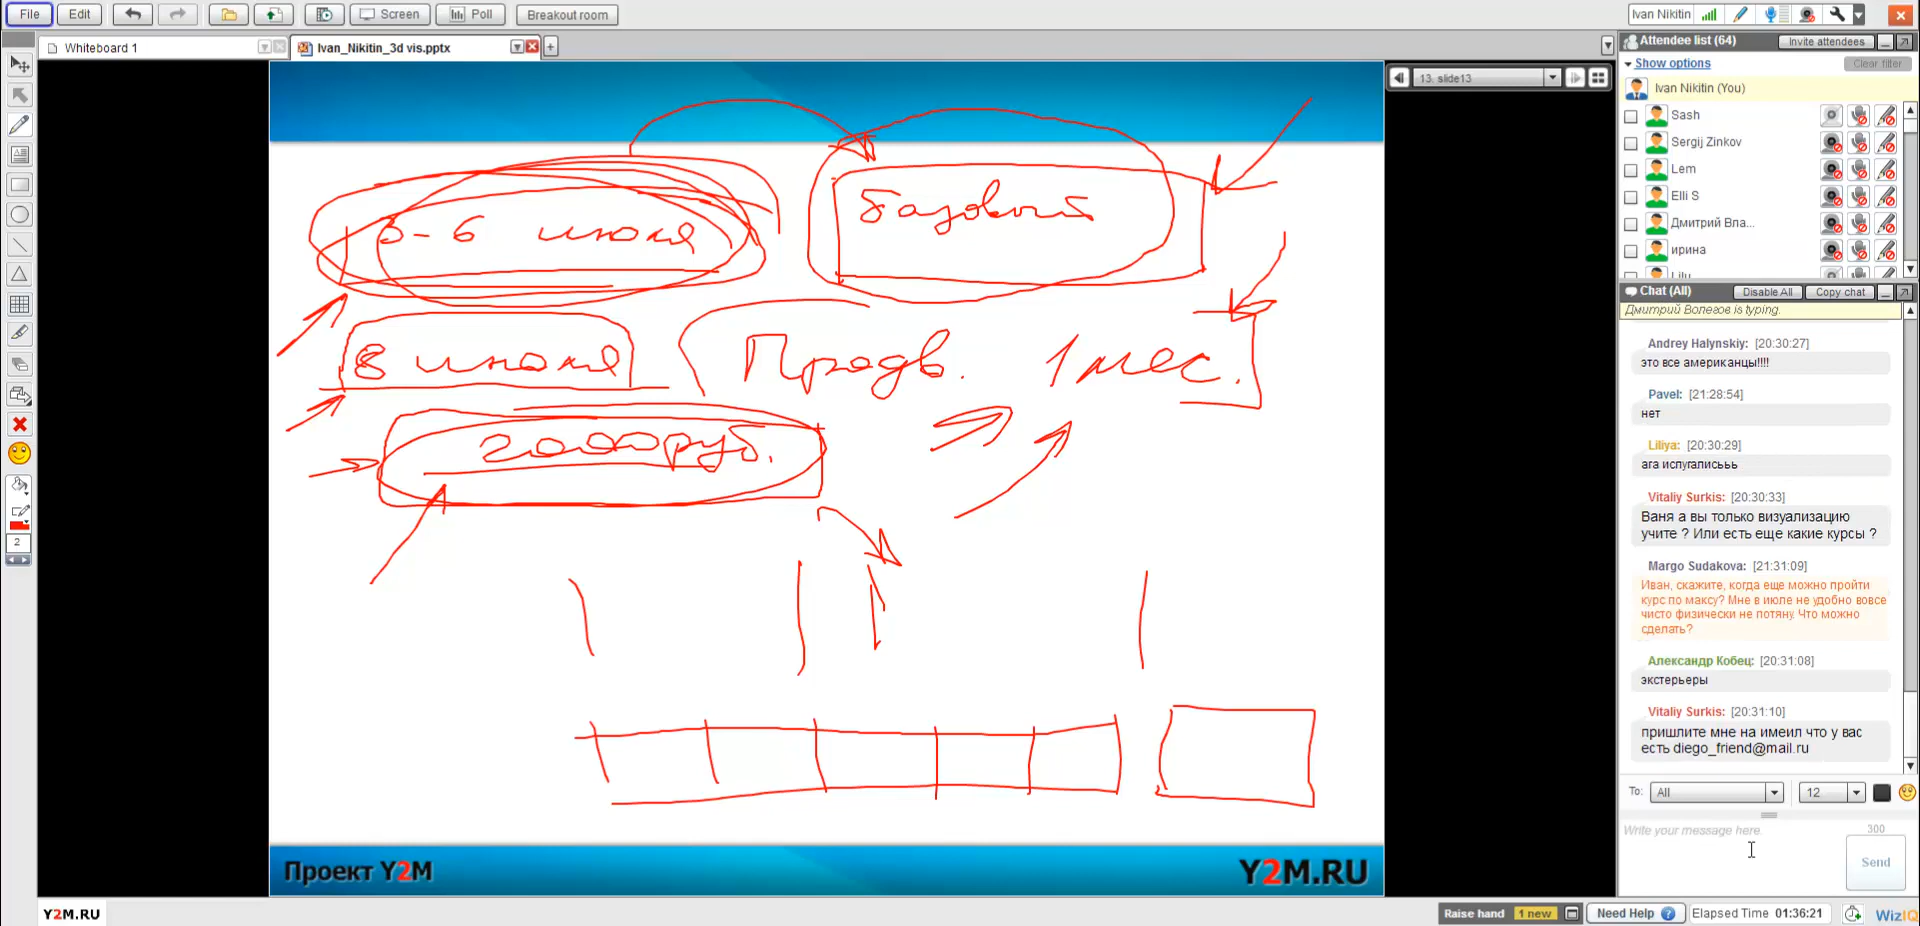 File Edit Screen Poll Breakout room Ivan Nikitin
Whiteboard 1 Ivan_Nikitin_3d vis.pptx
Attendee list (64) Invite attendees
Show options Clear filter
Ivan Nikitin (You)
Sash
Sergij Zinkov
Lem
Elli S
Дмитрий Вла...
ирина
Lilu
13. slide13
5-6 июля Базовый
8 июля Продв. 1 мес.
2000 руб.
Проект Y2M Y2M.RU
2
Chat (All) Disable All Copy chat
Дмитрий Волегов is typing.
Andrey Halynskiy: [20:30:27]
это все американцы!!!!
Pavel: [21:28:54]
нет
Liliya: [20:30:29]
ага испугалисььь
Vitaliy Surkis: [20:30:33]
Ваня а вы только визуализацию
учите ? Или есть еще какие курсы ?
Margo Sudakova: [21:31:09]
Иван, скажите, когда еще можно пройти
курс по максу? Мне в июле не удобно вовсе
чисто физически не потяну. Что можно
сделать?
Александр Кобец: [20:31:08]
экстерьеры
Vitaliy Surkis: [20:31:10]
пришлите мне на имеил что у вас
есть diego_friend@mail.ru
To: All 12
Write your message here. 300
Send
Y2M.RU
Raise hand 1 new Need Help ? Elapsed Time 01:36:21 WizIQ